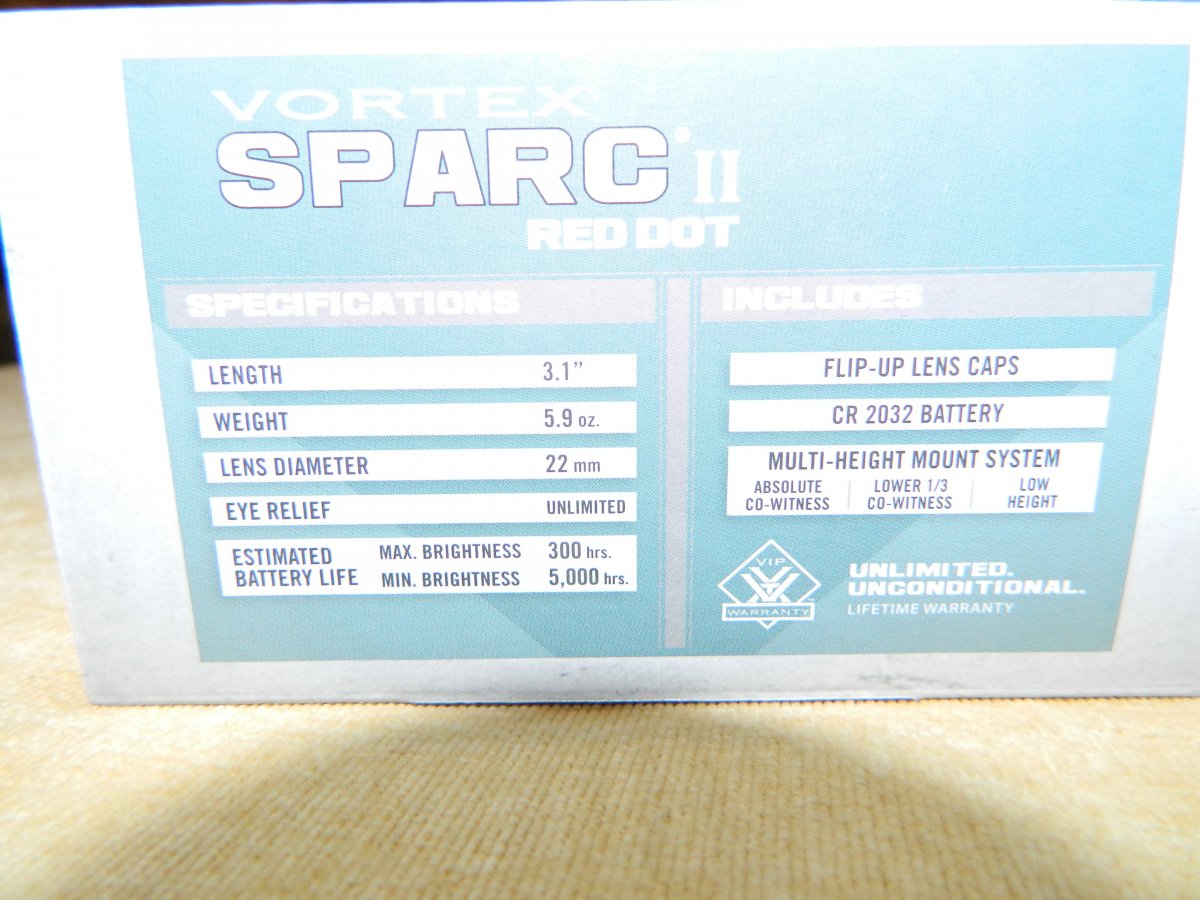 VORTEX
SPARC® II
RED DOT
SPECIFICATIONS
LENGTH 3.1"
WEIGHT 5.9 oz.
LENS DIAMETER 22 mm
EYE RELIEF UNLIMITED
ESTIMATED BATTERY LIFE
MAX. BRIGHTNESS 300 hrs.
MIN. BRIGHTNESS 5,000 hrs.
INCLUDES
FLIP-UP LENS CAPS
CR 2032 BATTERY
MULTI-HEIGHT MOUNT SYSTEM
ABSOLUTE CO-WITNESS
LOWER 1/3 CO-WITNESS
LOW HEIGHT
VIP
WARRANTY
UNLIMITED.
UNCONDITIONAL.
LIFETIME WARRANTY